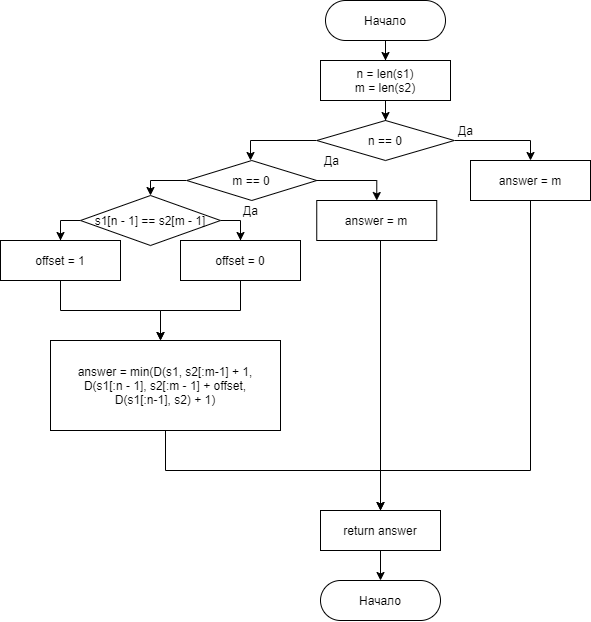 Начало
n = len(s1)
m = len(s2)
n == 0
Да
m == 0
Да
answer = m
s1[n - 1] == s2[m - 1]
Да
answer = m
offset = 1
offset = 0
answer = min(D(s1, s2[:m-1] + 1,
D(s1[:n - 1], s2[:m - 1] + offset,
D(s1[:n-1], s2) + 1)
return answer
Начало